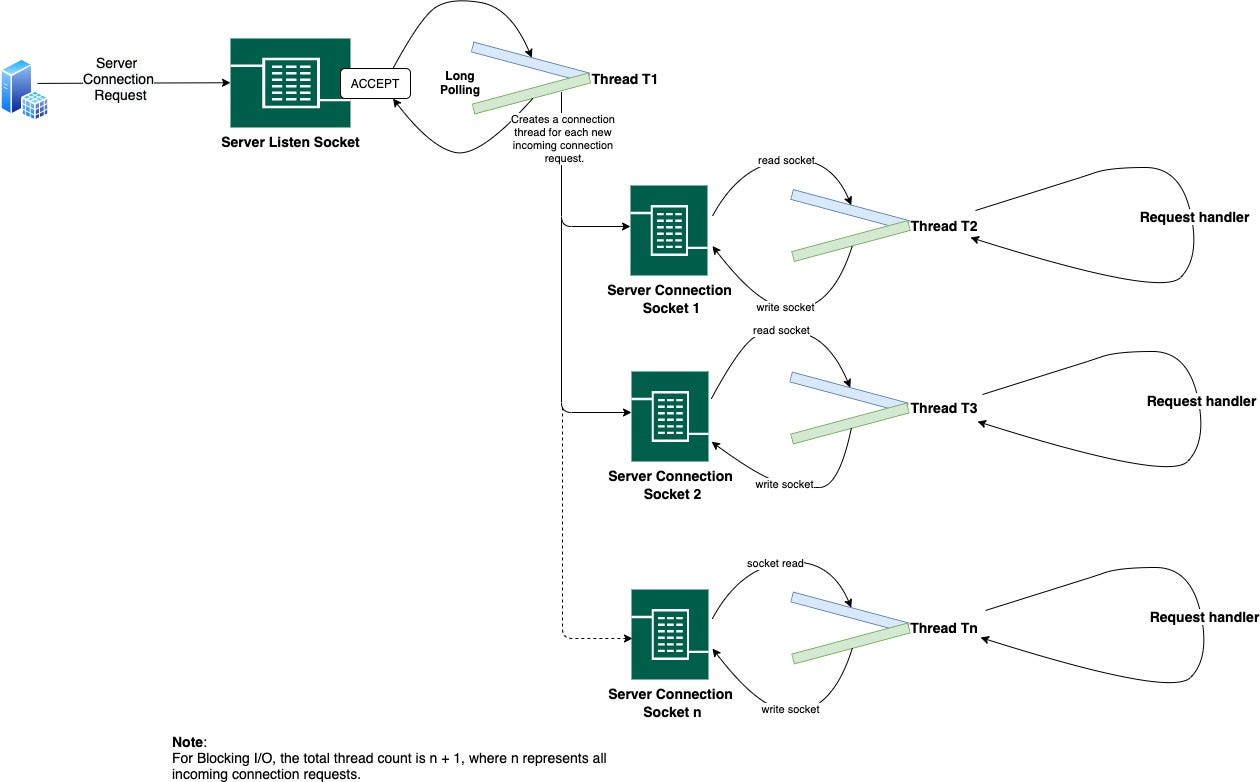 Server
Connection
Request
ACCEPT
Server Listen Socket
Long
Polling
Thread T1
Creates a connection
thread for each new
incoming connection
request.
read socket
Thread T2
Request handler
write socket
Server Connection
Socket 1
read socket
Thread T3
Request handler
write socket
Server Connection
Socket 2
socket read
Thread Tn
Request handler
write socket
Server Connection
Socket n
Note:
For Blocking I/O, the total thread count is n + 1, where n represents all
incoming connection requests.